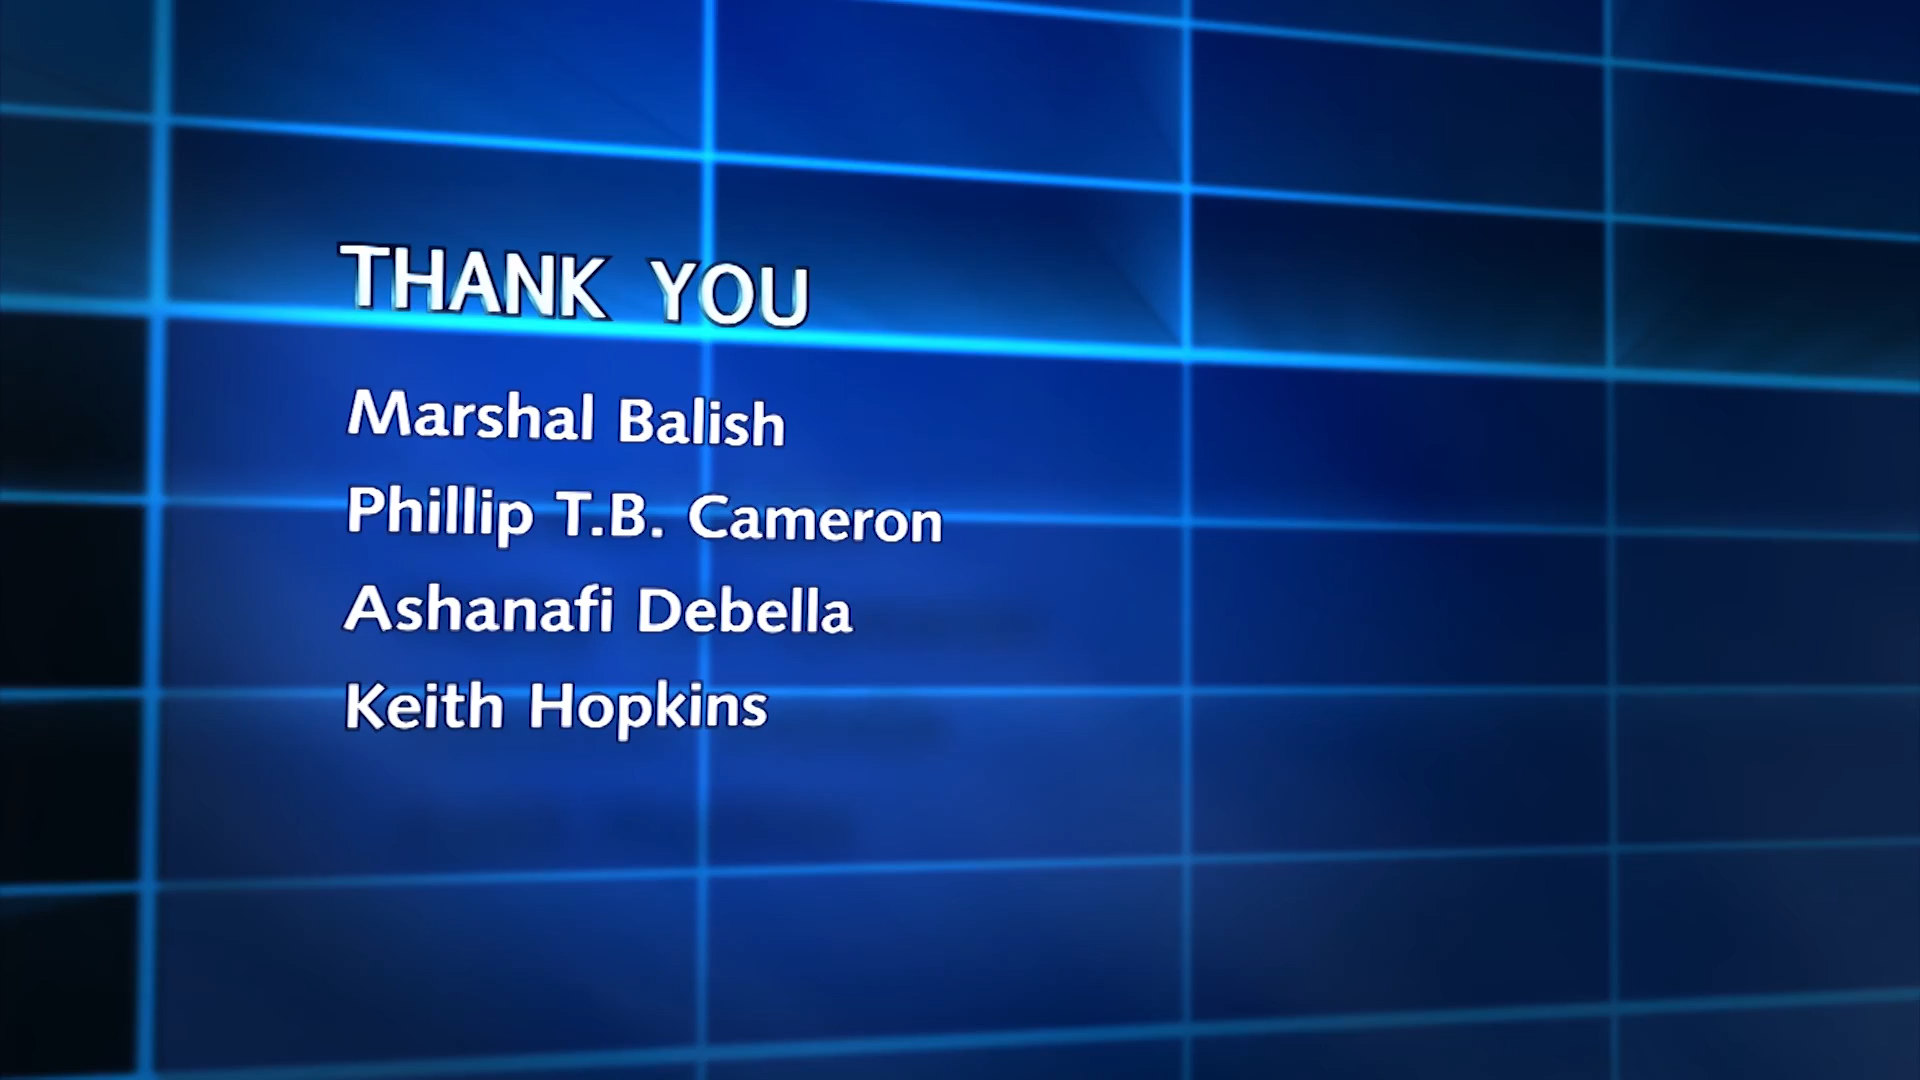 THANK YOU
Marshal Balish
Phillip T.B. Cameron
Ashanafi Debella
Keith Hopkins